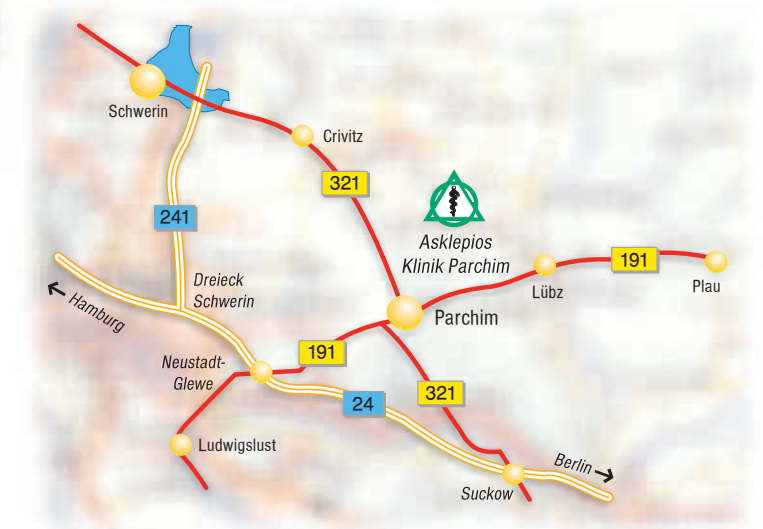 Schwerin
Crivitz
321
241
Asklepios
Klinik Parchim
191
Lübz
Plau
Dreieck
Schwerin
Hamburg
Parchim
191
Neustadt-
Glewe
321
24
Ludwigslust
Berlin
Suckow